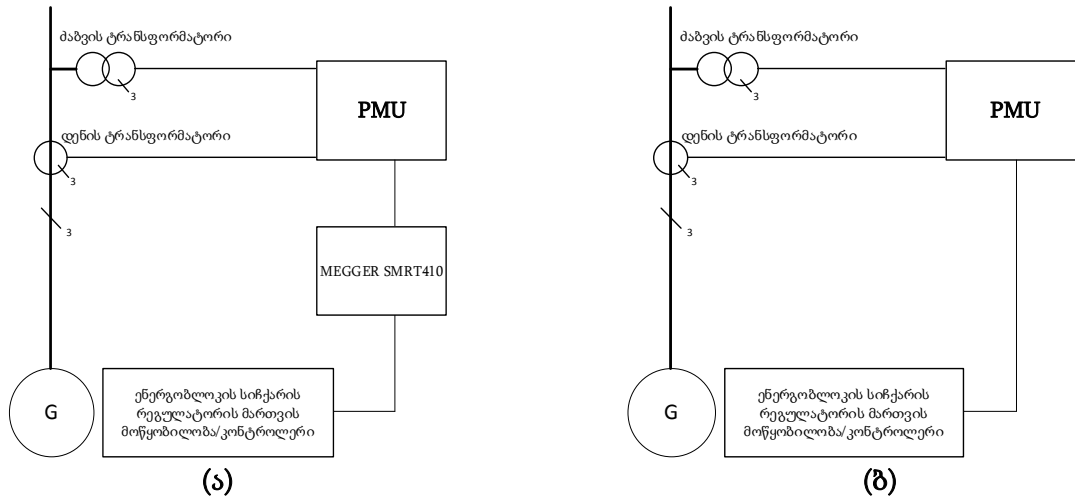 ძაბვის ტრანსფორმატორი
3
PMU
დენის ტრანსფორმატორი
3
3
MEGGER SMRT410
G
ენერგობლოკის სიჩქარის
რეგულატორის მართვის
მოწყობილობა/კონტროლერი
(ა)
ძაბვის ტრანსფორმატორი
3
PMU
დენის ტრანსფორმატორი
3
3
G
ენერგობლოკის სიჩქარის
რეგულატორის მართვის
მოწყობილობა/კონტროლერი
(ბ)